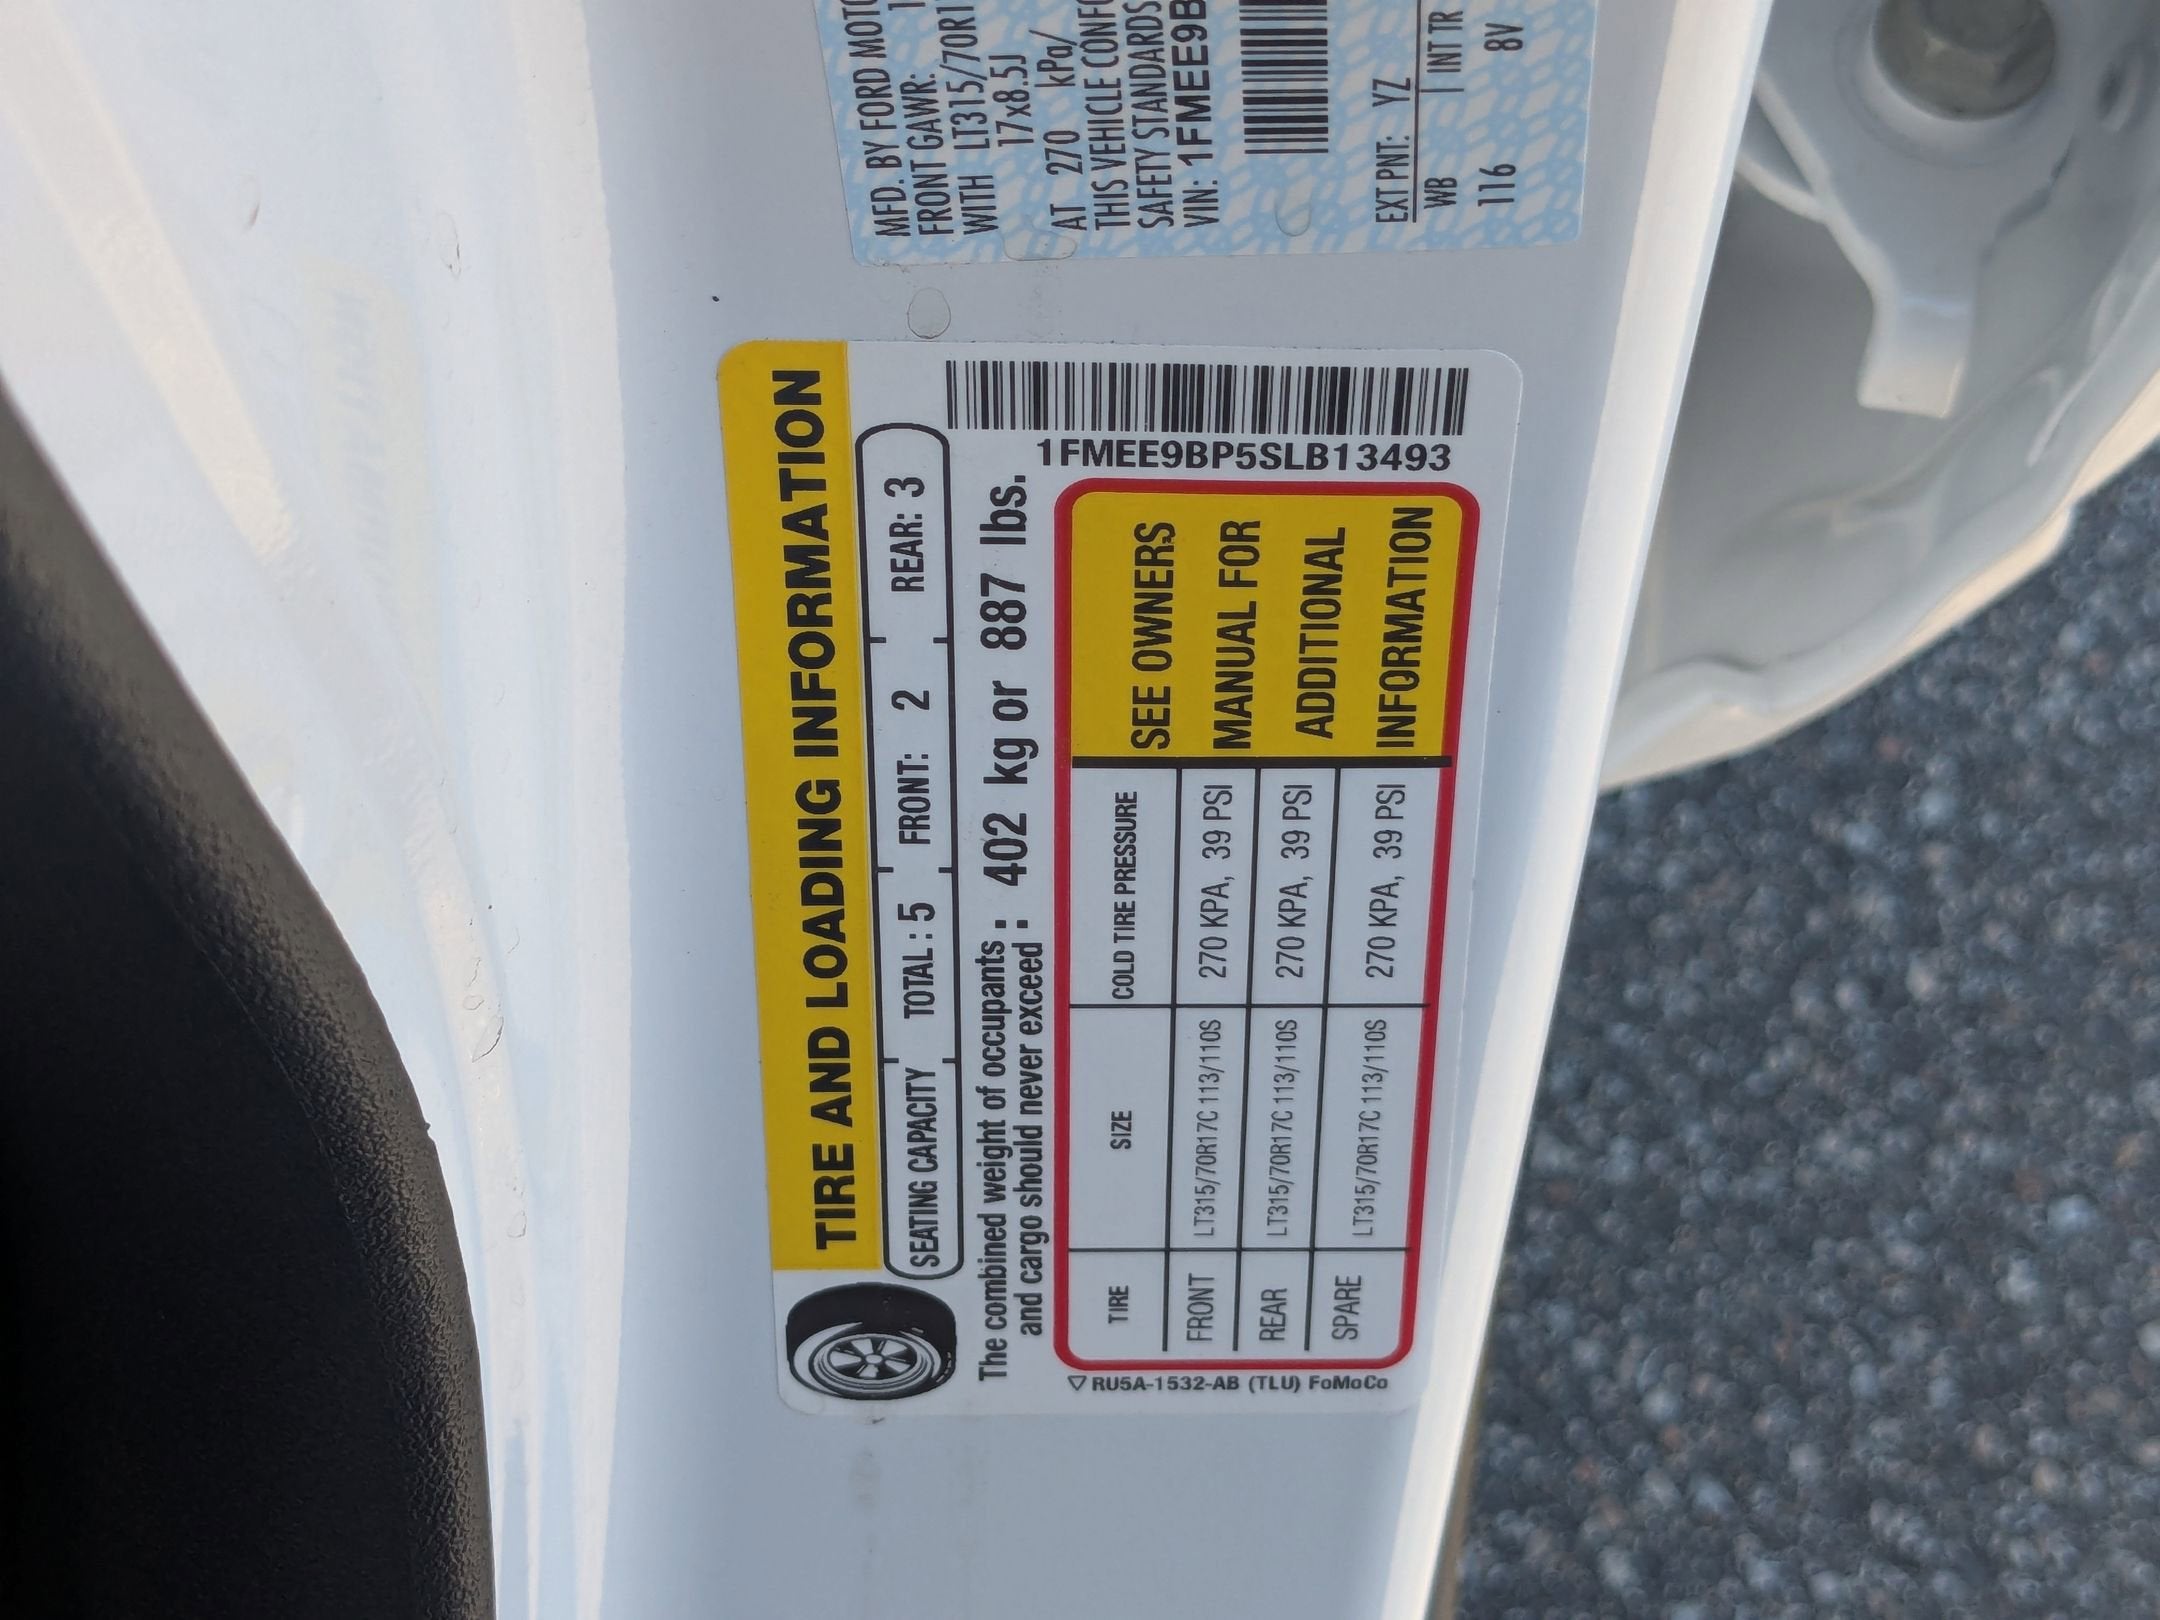 MFD. BY FORD MOTO
FRONT GAWR:
WITH LT315/70R1
17x8.5J
AT 270 kPa/
THIS VEHICLE CONFO
SAFETY STANDARDS
VIN: 1FMEE9B
EXT PNT: YZ
WB INT TR
116 8V
TIRE AND LOADING INFORMATION
SEATING CAPACITY TOTAL: 5 FRONT: 2 REAR: 3
The combined weight of occupants :
and cargo should never exceed : 402 kg or 887 lbs.
1FMEE9BP5SLB13493
TIRE SIZE COLD TIRE PRESSURE
FRONT LT315/70R17C 113/110S 270 KPA, 39 PSI
REAR LT315/70R17C 113/110S 270 KPA, 39 PSI
SPARE LT315/70R17C 113/110S 270 KPA, 39 PSI
SEE OWNERS
MANUAL FOR
ADDITIONAL
INFORMATION
RU5A-1532-AB (TLU) FoMoCo